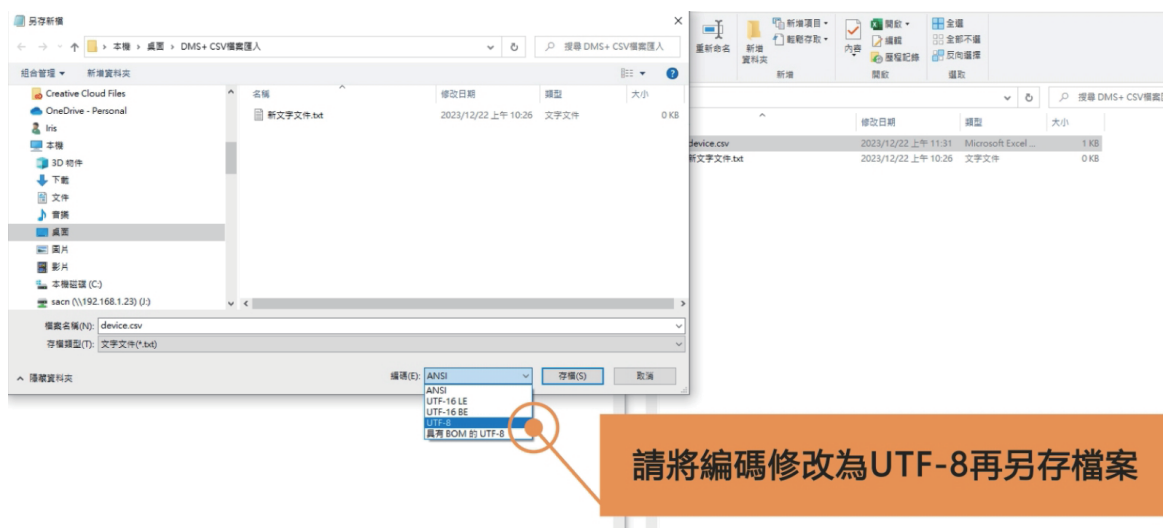 另存新檔
本機 › 桌面 › DMS+ CSV檔案匯入
搜尋 DMS+ CSV檔案匯入
組合管理 新增資料夾
名稱 修改日期 類型 大小
新文字文件.txt 2023/12/22 上午 10:26 文字文件 0 KB
Creative Cloud Files
OneDrive - Personal
Iris
本機
3D 物件
下載
文件
音樂
桌面
圖片
影片
本機磁碟 (C:)
sacn (\\192.168.1.23) (J:)
檔案名稱(N): device.csv
存檔類型(T): 文字文件(*.txt)
隱藏資料夾
編碼(E): ANSI
存檔(S) 取消
ANSI
UTF-16 LE
UTF-16 BE
UTF-8
具有 BOM 的 UTF-8
重新命名
新增
資料夾
新增項目
輕鬆存取
新增
內容
開啟
編輯
歷程記錄
開啟
全選
全部不選
反向選擇
選取
搜尋 DMS+ CSV檔案
修改日期 類型 大小
device.csv 2023/12/22 上午 11:31 Microsoft Excel ... 1 KB
新文字文件.txt 2023/12/22 上午 10:26 文字文件 0 KB
請將編碼修改為UTF-8再另存檔案